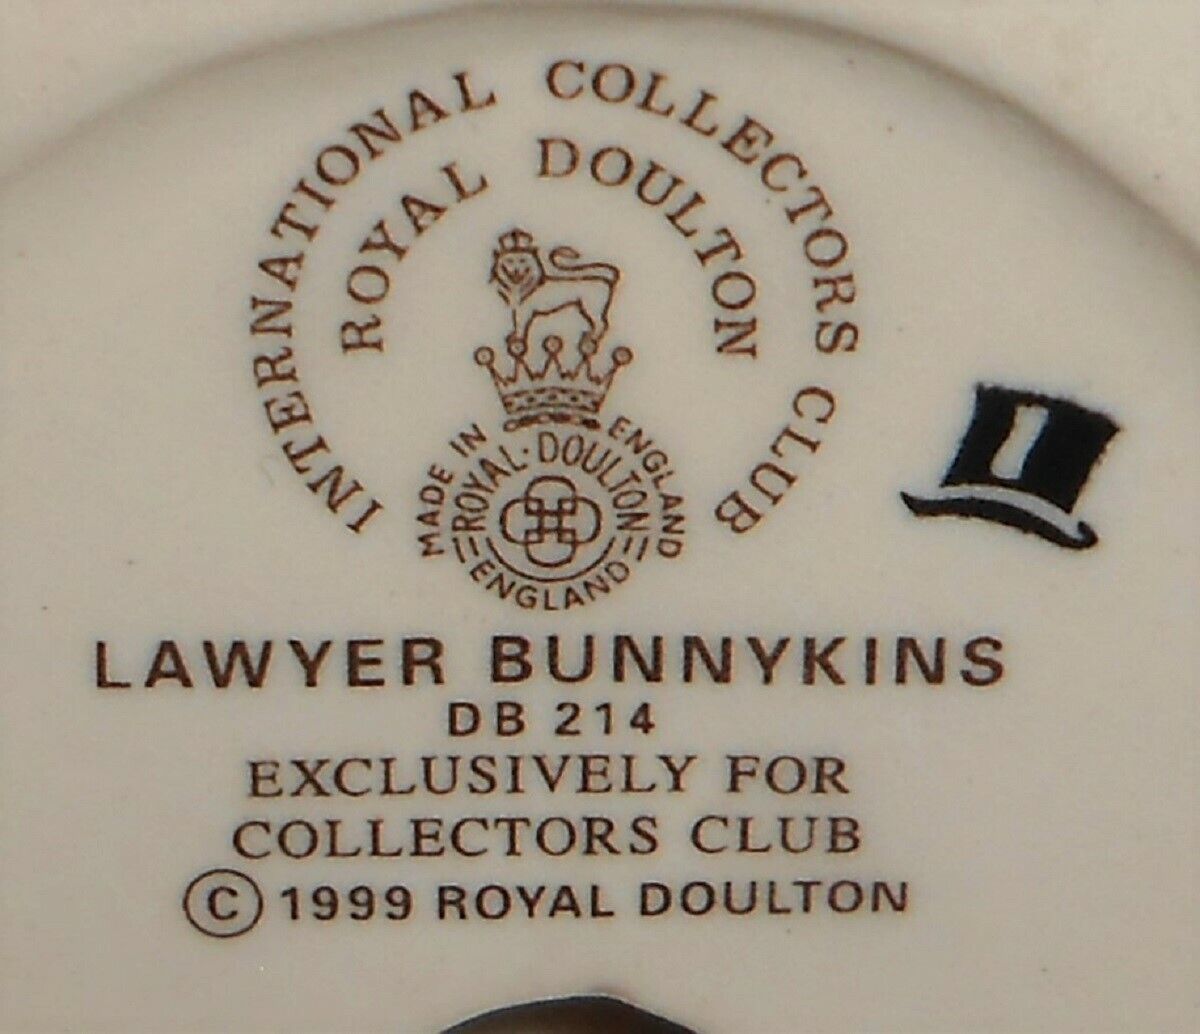 INTERNATIONAL COLLECTORS CLUB
ROYAL DOULTON
MADE IN ENGLAND
ROYAL·DOULTON
ENGLAND
LAWYER BUNNYKINS
DB 214
EXCLUSIVELY FOR
COLLECTORS CLUB
© 1999 ROYAL DOULTON